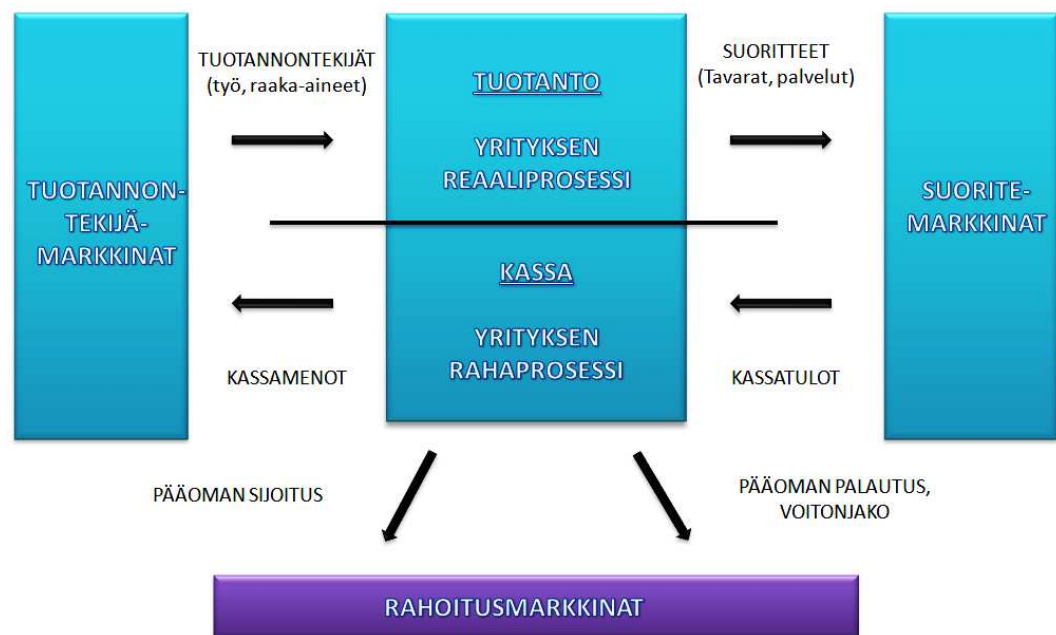 TUOTANNONTEKIJÄT
(työ, raaka-aineet)
SUORITTEET
(Tavarat, palvelut)
TUOTANTO
YRITYKSEN
REAALIPROSESSI
TUOTANNON-
TEKIJÄ-
MARKKINAT
SUORITE-
MARKKINAT
KASSA
YRITYKSEN
RAHAPROSESSI
KASSAMENOT
KASSATULOT
PÄÄOMAN SIJOITUS
PÄÄOMAN PALAUTUS,
VOITONJAKO
RAHOITUSMARKKINAT